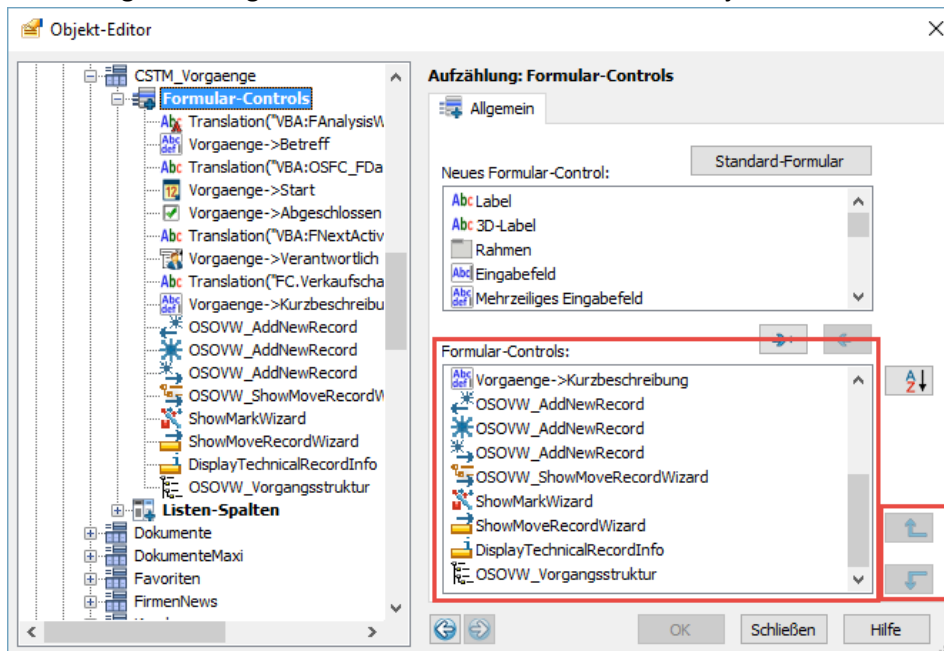 Objekt-Editor
CSTM_Vorgaenge
Formular-Controls
Translation("VBA:FAnalysisW
Vorgaenge->Betreff
Translation("VBA:OSFC_FDa
Vorgaenge->Start
Vorgaenge->Abgeschlossen
Translation("VBA:FNextActiv
Vorgaenge->Verantwortlich
Translation("FC.Verkaufscha
Vorgaenge->Kurzbeschreibu
OSOVW_AddNewRecord
OSOVW_AddNewRecord
OSOVW_AddNewRecord
OSOVW_ShowMoveRecordW
ShowMarkWizard
ShowMoveRecordWizard
DisplayTechnicalRecordInfo
OSOVW_Vorgangsstruktur
Listen-Spalten
Dokumente
DokumenteMaxi
Favoriten
FirmenNews
Aufzählung: Formular-Controls
Allgemein
Standard-Formular
Neues Formular-Control:
Label
3D-Label
Rahmen
Eingabefeld
Mehrzeiliges Eingabefeld
Formular-Controls:
Vorgaenge->Kurzbeschreibung
OSOVW_AddNewRecord
OSOVW_AddNewRecord
OSOVW_AddNewRecord
OSOVW_ShowMoveRecordWizard
ShowMarkWizard
ShowMoveRecordWizard
DisplayTechnicalRecordInfo
OSOVW_Vorgangsstruktur
OK
Schließen
Hilfe